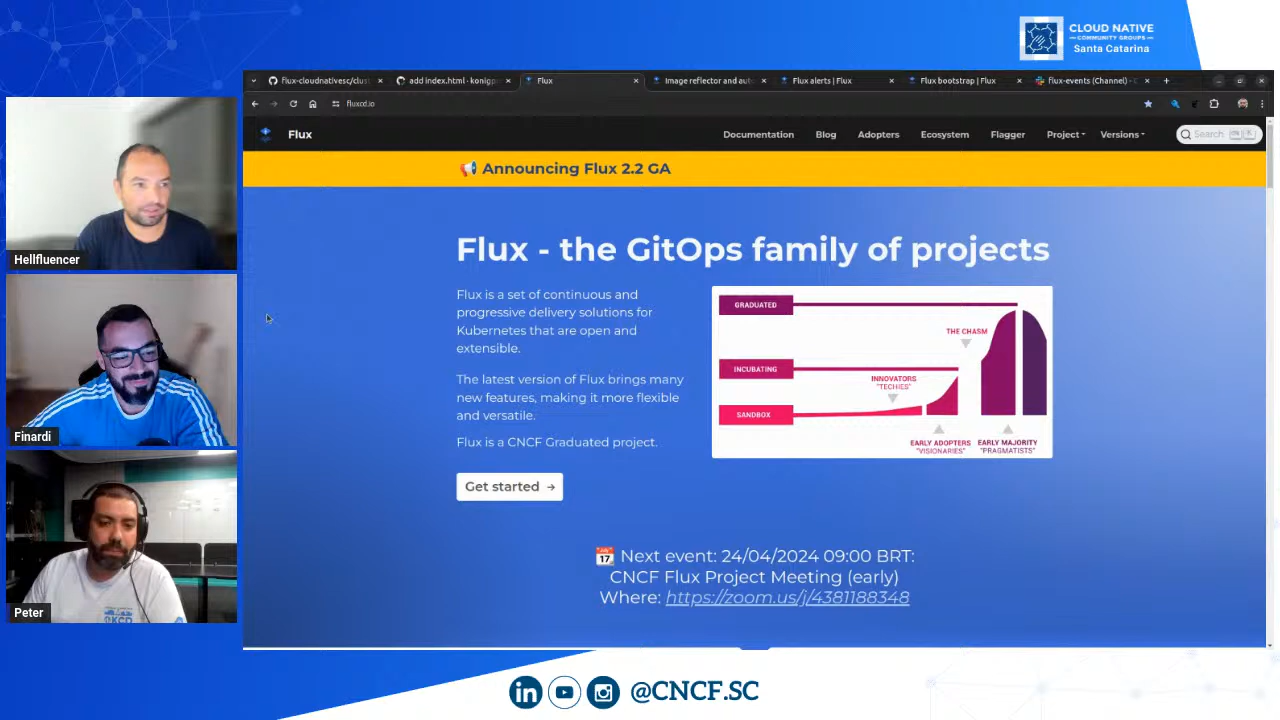 CLOUD NATIVE
COMMUNITY GROUPS
Santa Catarina
flux-cloudnativesc/clust
add index.html · konigp
Flux
Image reflector and aut
Flux alerts | Flux
Flux bootstrap | Flux
flux-events (Channel) - C
fluxcd.io
Flux
Documentation
Blog
Adopters
Ecosystem
Flagger
Project
Versions
Search
Announcing Flux 2.2 GA
Flux - the GitOps family of projects
Flux is a set of continuous and
progressive delivery solutions for
Kubernetes that are open and
extensible.
The latest version of Flux brings many
new features, making it more flexible
and versatile.
Flux is a CNCF Graduated project.
Get started →
GRADUATED
THE CHASM
INCUBATING
INNOVATORS
"TECHIES"
SANDBOX
EARLY ADOPTERS
"VISIONARIES"
EARLY MAJORITY
"PRAGMATISTS"
Next event: 24/04/2024 09:00 BRT:
CNCF Flux Project Meeting (early)
Where: https://zoom.us/j/4381188348
Hellfluencer
Finardi
Peter
KCD
@CNCF.SC